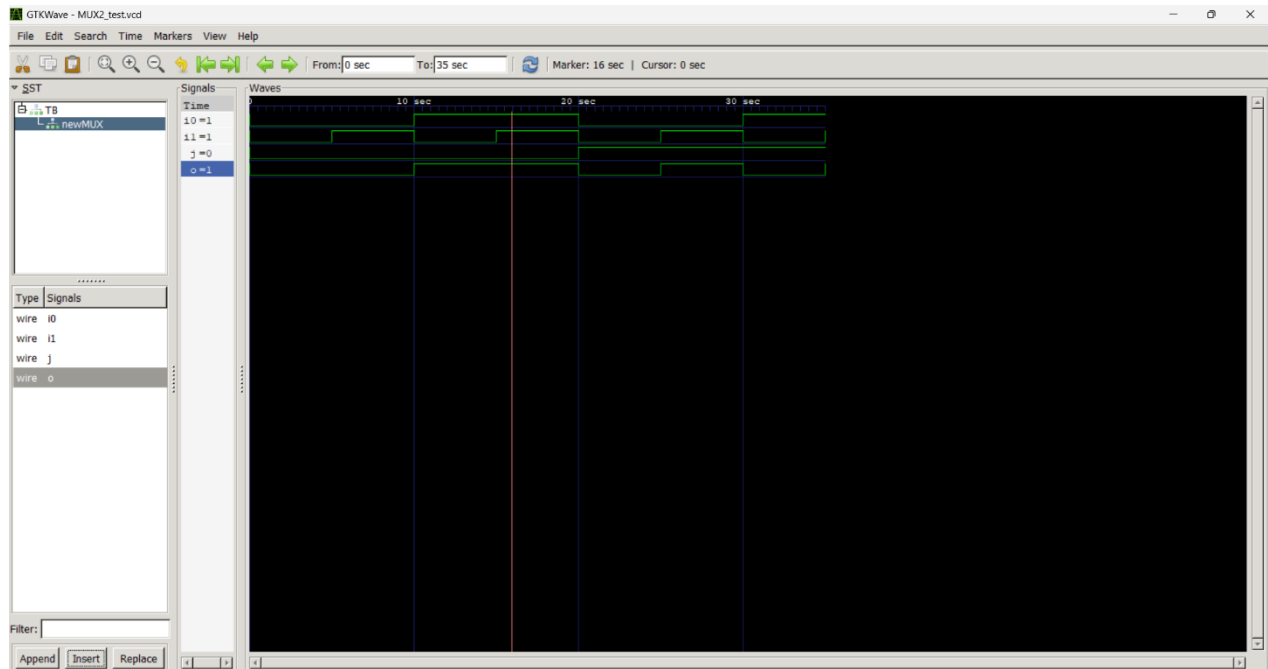 GTKWave - MUX2_test.vcd
File Edit Search Time Markers View Help
From: 0 sec To: 35 sec Marker: 16 sec | Cursor: 0 sec
SST
TB
newMUX
Type Signals
wire i0
wire i1
wire j
wire o
Filter:
Append Insert Replace
Signals
Time
i0 =1
i1 =1
j =0
o =1
Waves
0 10 sec 20 sec 30 sec